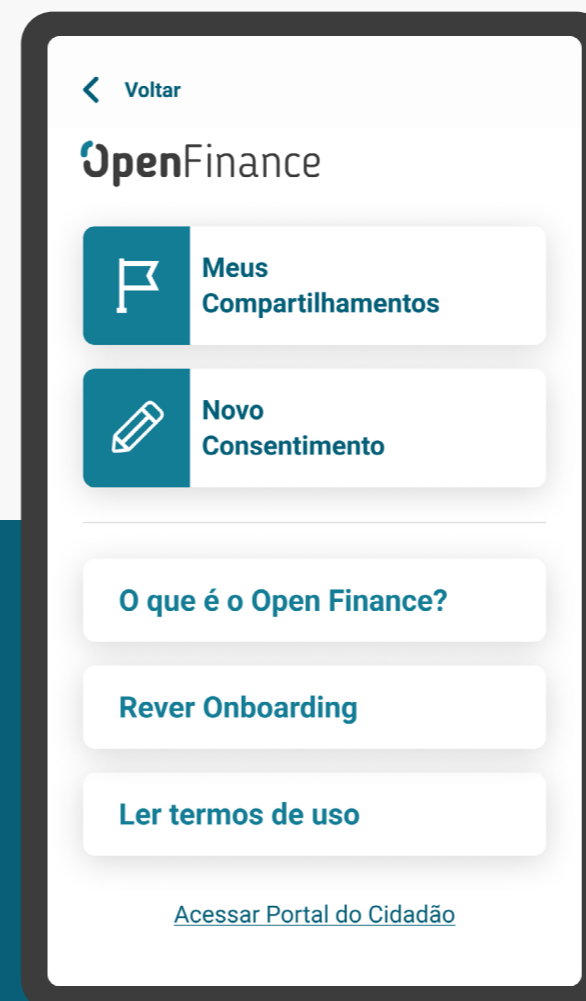 Voltar
OpenFinance
Meus
Compartilhamentos
Novo
Consentimento
O que é o Open Finance?
Rever Onboarding
Ler termos de uso
Acessar Portal do Cidadão